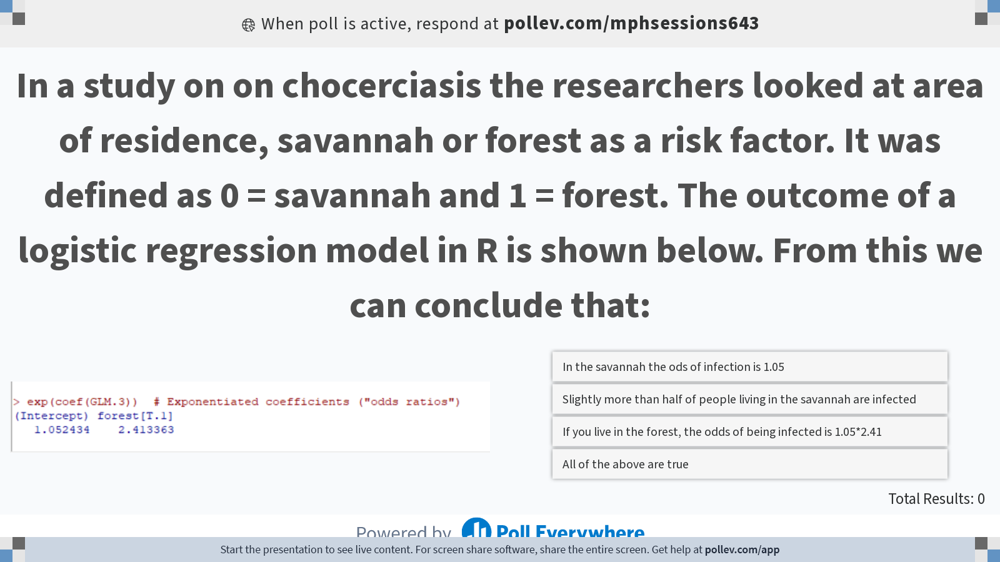 When poll is active, respond at pollev.com/mphsessions643
In a study on on chocerciasis the researchers looked at area
of residence, savannah or forest as a risk factor. It was
defined as 0 = savannah and 1 = forest. The outcome of a
logistic regression model in R is shown below. From this we
can conclude that:
> exp(coef(GLM.3))  # Exponentiated coefficients ("odds ratios")
(Intercept) forest[T.1]
1.052434    2.413363
In the savannah the ods of infection is 1.05
Slightly more than half of people living in the savannah are infected
If you live in the forest, the odds of being infected is 1.05*2.41
All of the above are true
Total Results: 0
Powered by Poll Everywhere
Start the presentation to see live content. For screen share software, share the entire screen. Get help at pollev.com/app